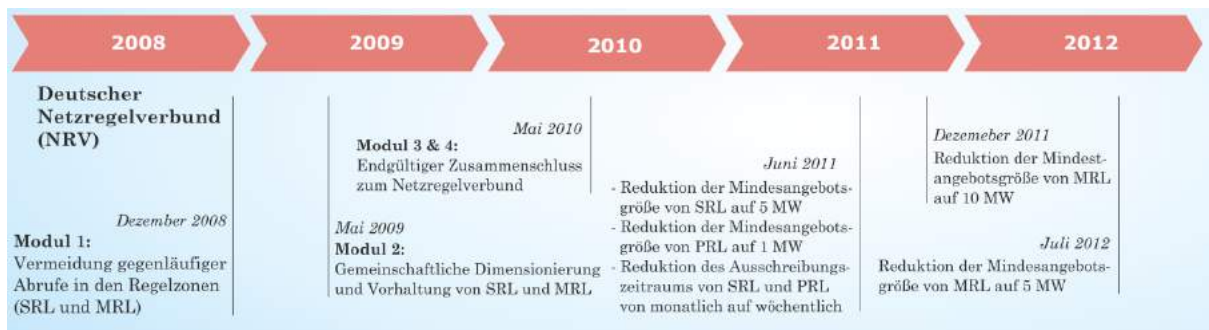 2008
2009
2010
2011
2012
Deutscher
Netzregelverbund
(NRV)
Dezember 2008
Modul 1:
Vermeidung gegenläufiger
Abrufe in den Regelzonen
(SRL und MRL)
Mai 2009
Modul 2:
Gemeinschaftliche Dimensionierung
und Vorhaltung von SRL und MRL
Mai 2010
Modul 3 & 4:
Endgültiger Zusammenschluss
zum Netzregelverbund
Juni 2011
- Reduktion der Mindesangebots-
größe von SRL auf 5 MW
- Reduktion der Mindesangebots-
größe von PRL auf 1 MW
- Reduktion des Ausschreibungs-
zeitraums von SRL und PRL
von monatlich auf wöchentlich
Dezemeber 2011
Reduktion der Mindest-
angebotsgröße von MRL
auf 10 MW
Juli 2012
Reduktion der Mindesangebots-
größe von MRL auf 5 MW